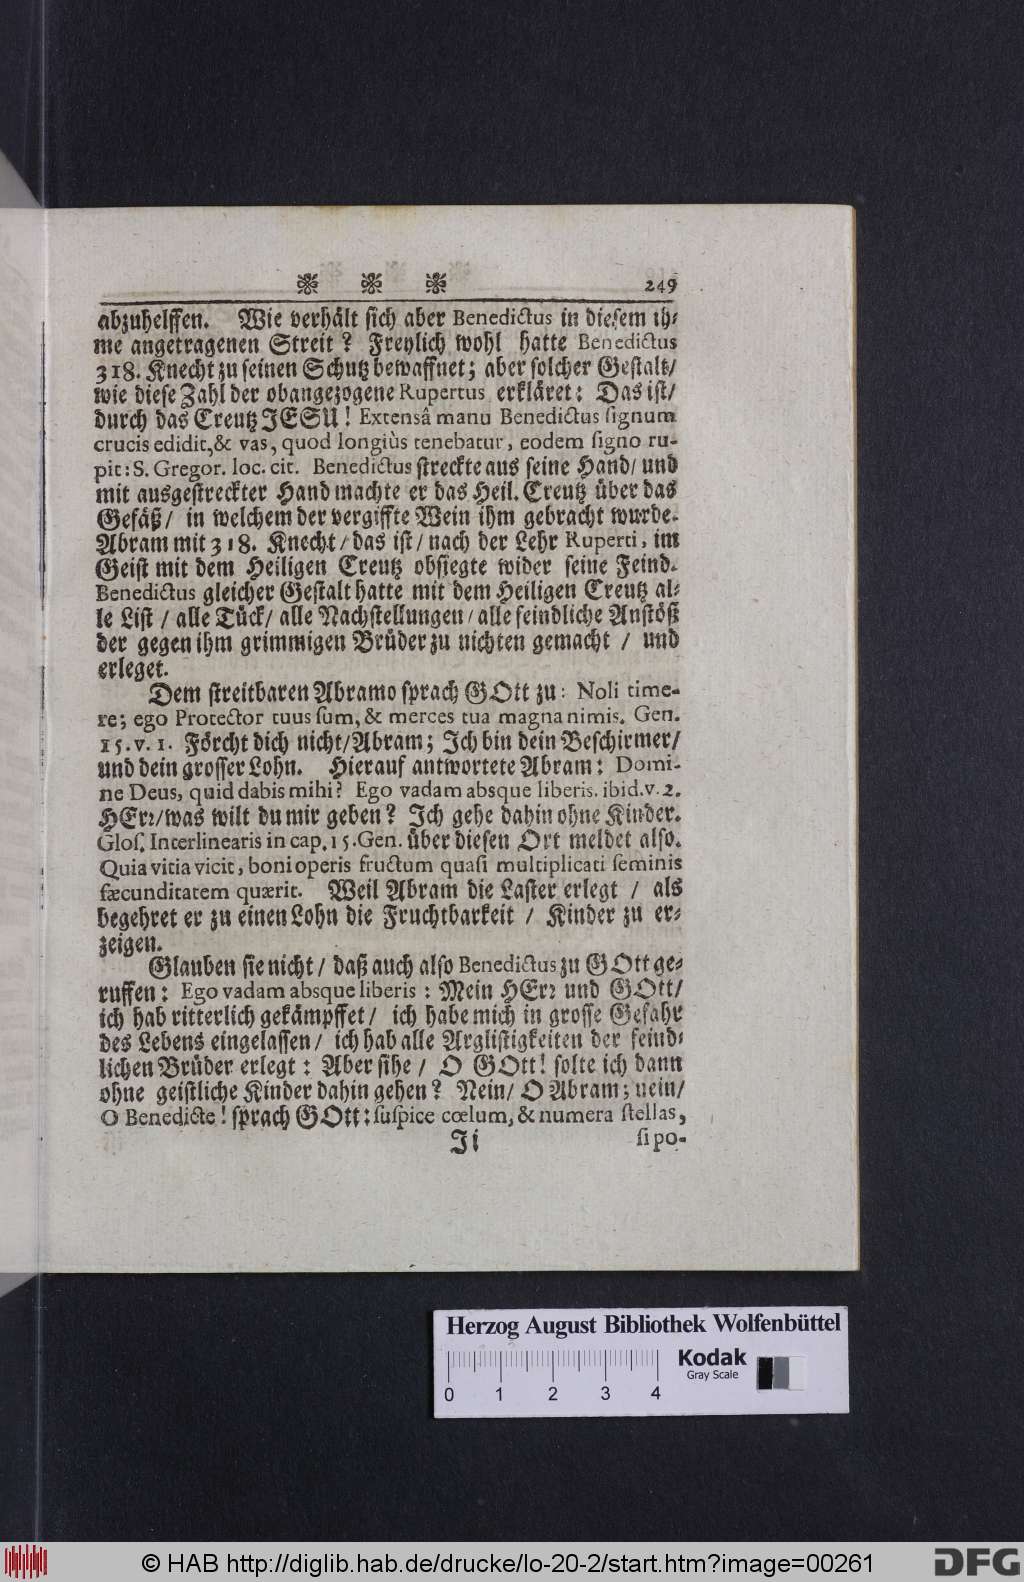 249
abzuhelffen. Wie verhält sich aber Benedictus in diesem ih-
me angetragenen Streit? Freylich wohl hatte Benedictus
318. Knecht zu seinen Schutz bewaffnet; aber solcher Gestalt/
wie diese Zahl der obangezogene Rupertus erkläret: Das ist/
durch das Creutz JESU! Extensâ manu Benedictus signum
crucis edidit, & vas, quod longiùs tenebatur, eodem signo ru-
pit: S. Gregor. loc. cit. Benedictus streckte aus seine Hand/ und
mit ausgestreckter Hand machte er das Heil. Creutz über das
Gefäß/ in welchem der vergiffte Wein ihm gebracht wurde.
Abram mit 318. Knecht/ das ist/ nach der Lehr Ruperti, im
Geist mit dem Heiligen Creutz obsiegte wider seine Feind.
Benedictus gleicher Gestalt hatte mit dem Heiligen Creutz al-
le List/ alle Tück/ alle Nachstellungen/ alle feindliche Anstöß
der gegen ihm grimmigen Brüder zu nichten gemacht/ und
erleget.
Dem streitbaren Abramo sprach GOtt zu: Noli time-
re; ego Protector tuus sum, & merces tua magna nimis. Gen.
15. v. 1. Förcht dich nicht/ Abram; Ich bin dein Beschirmer/
und dein grosser Lohn. Hierauf antwortete Abram: Domi-
ne Deus, quid dabis mihi? Ego vadam absque liberis. ibid. v. 2.
HErr/ was wilt du mir geben? Ich gehe dahin ohne Kinder.
Glos. Interlinearis in cap. 15. Gen. über diesen Ort meldet also.
Quia vitia vicit, boni operis fructum quasi multiplicati seminis
fæcunditatem quærit. Weil Abram die Laster erlegt/ als
begehret er zu einen Lohn die Fruchtbarkeit/ Kinder zu er-
zeigen.
Glauben sie nicht/ daß auch also Benedictus zu GOtt ge-
ruffen: Ego vadam absque liberis: Mein HErr und GOtt/
ich hab ritterlich gekämpffet/ ich habe mich in grosse Gefahr
des Lebens eingelassen/ ich hab alle Arglistigkeiten der feind-
lichen Brüder erlegt: Aber sihe/ O GOtt! solte ich dann
ohne geistliche Kinder dahin gehen? Nein/ O Abram; nein/
O Benedicte! sprach GOtt: suspice cœlum, & numera stellas,
Ii si po-
Herzog August Bibliothek Wolfenbüttel
Kodak
Gray Scale
0 1 2 3 4
© HAB http://diglib.hab.de/drucke/lo-20-2/start.htm?image=00261
DFG